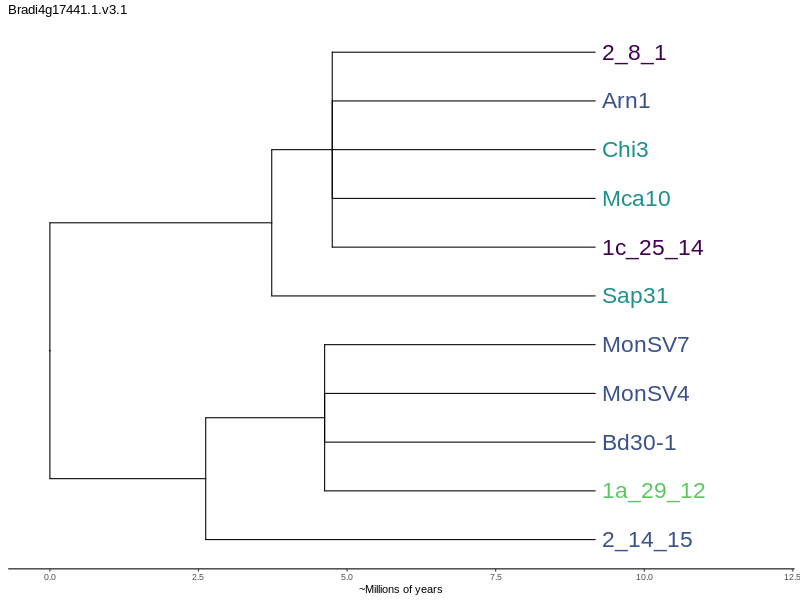 Bradi4g17441.1.v3.1
2_8_1
Arn1
Chi3
Mca10
1c_25_14
Sap31
MonSV7
MonSV4
Bd30-1
1a_29_12
2_14_15
0.0 2.5 5.0 7.5 10.0 12.5
~Millions of years